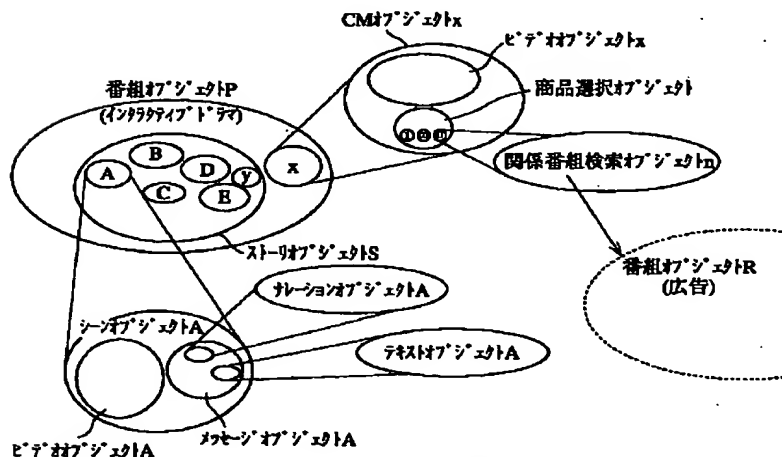 CMｵﾌﾞｼﾞｪｸﾄx
ﾋﾞﾃﾞｵｵﾌﾞｼﾞｪｸﾄx
商品選択ｵﾌﾞｼﾞｪｸﾄ
番組ｵﾌﾞｼﾞｪｸﾄP
(ｲﾝﾀﾗｸﾃｨﾌﾞﾄﾞﾗﾏ)
A
B
C
D
y
E
x
関係番組検索ｵﾌﾞｼﾞｪｸﾄn
ｽﾄｰﾘｵﾌﾞｼﾞｪｸﾄS
番組ｵﾌﾞｼﾞｪｸﾄR
(広告)
ｼｰﾝｵﾌﾞｼﾞｪｸﾄA
ﾅﾚｰｼｮﾝｵﾌﾞｼﾞｪｸﾄA
ﾃｷｽﾄｵﾌﾞｼﾞｪｸﾄA
ﾋﾞﾃﾞｵｵﾌﾞｼﾞｪｸﾄA
ﾒｯｾｰｼﾞｵﾌﾞｼﾞｪｸﾄA